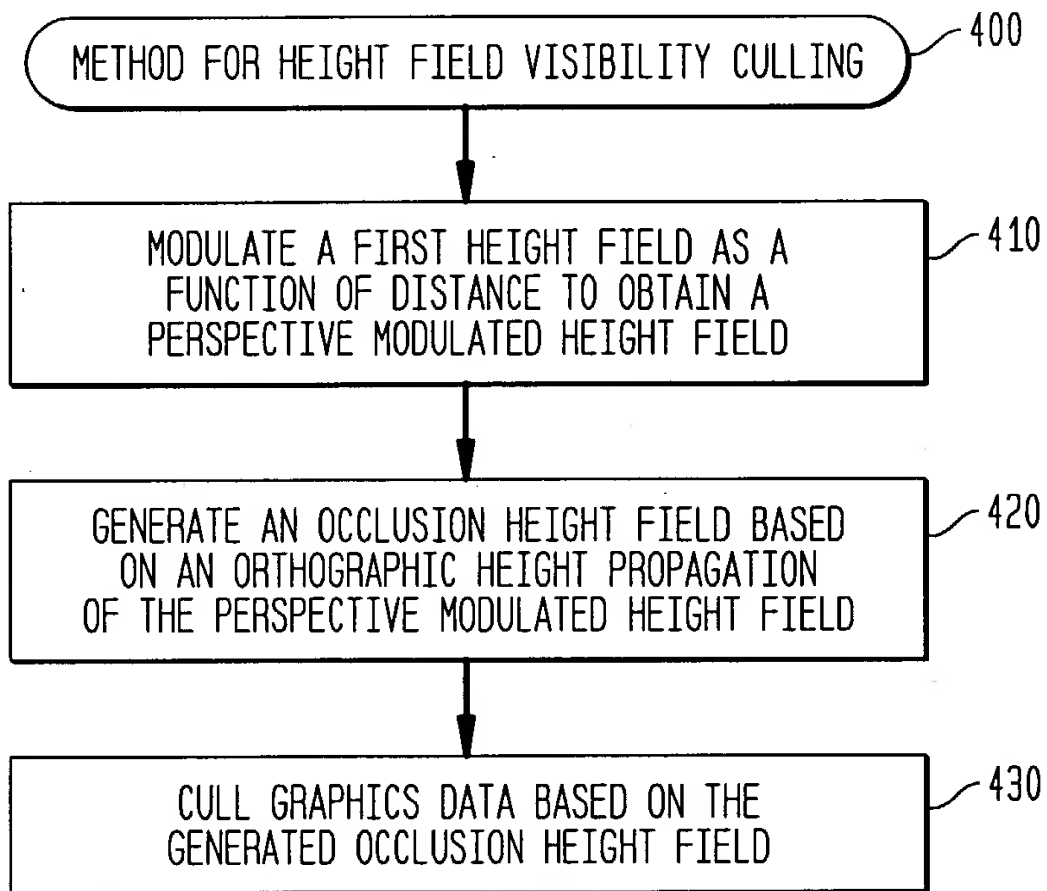 METHOD FOR HEIGHT FIELD VISIBILITY CULLING
400
MODULATE A FIRST HEIGHT FIELD AS A
FUNCTION OF DISTANCE TO OBTAIN A
PERSPECTIVE MODULATED HEIGHT FIELD
410
GENERATE AN OCCLUSION HEIGHT FIELD BASED
ON AN ORTHOGRAPHIC HEIGHT PROPAGATION
OF THE PERSPECTIVE MODULATED HEIGHT FIELD
420
CULL GRAPHICS DATA BASED ON THE
GENERATED OCCLUSION HEIGHT FIELD
430